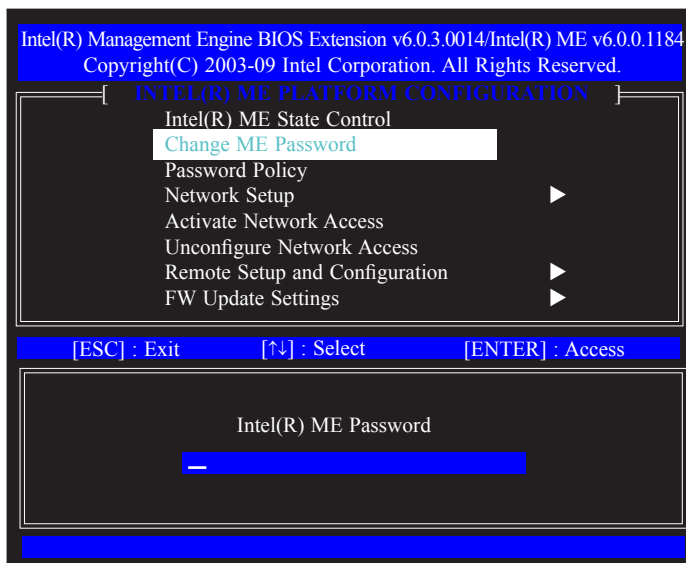 Intel(R) Management Engine BIOS Extension v6.0.3.0014/Intel(R) ME v6.0.0.1184
Copyright(C) 2003-09 Intel Corporation. All Rights Reserved.
[ INTEL(R) ME PLATFORM CONFIGURATION ]
Intel(R) ME State Control
Change ME Password
Password Policy
Network Setup ▶
Activate Network Access
Unconfigure Network Access
Remote Setup and Configuration ▶
FW Update Settings ▶
[ESC] : Exit [↑↓] : Select [ENTER] : Access
Intel(R) ME Password
_